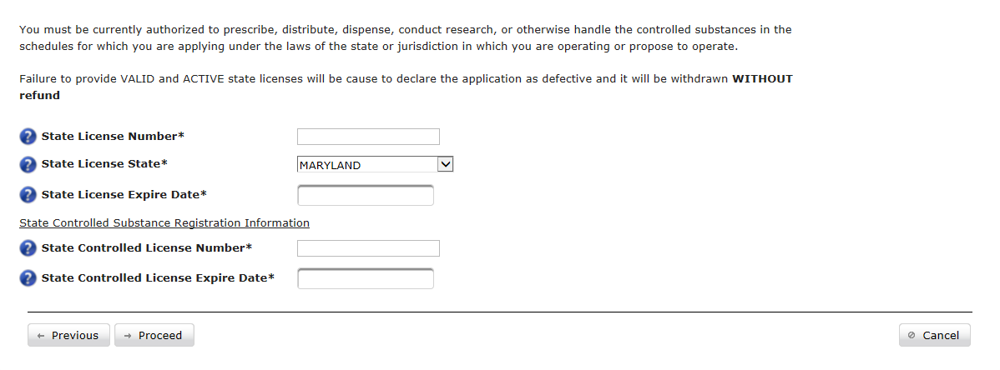 You must be currently authorized to prescribe, distribute, dispense, conduct research, or otherwise handle the controlled substances in the
schedules for which you are applying under the laws of the state or jurisdiction in which you are operating or propose to operate.
Failure to provide VALID and ACTIVE state licenses will be cause to declare the application as defective and it will be withdrawn WITHOUT
refund
? State License Number*
? State License State* MARYLAND
? State License Expire Date*
State Controlled Substance Registration Information
? State Controlled License Number*
? State Controlled License Expire Date*
← Previous → Proceed ⊘ Cancel